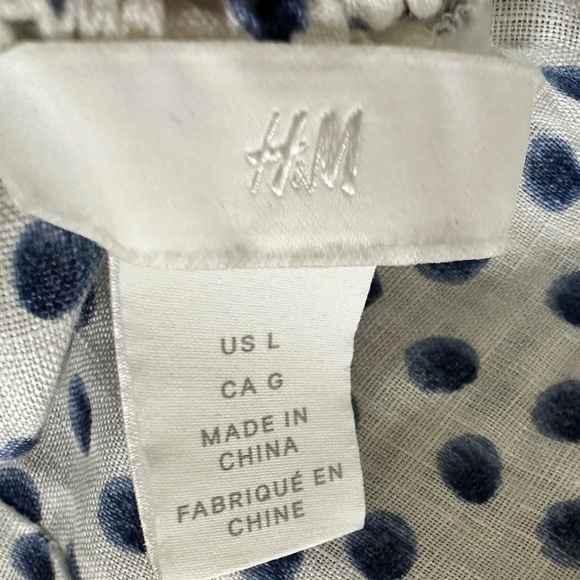 H&M
US L
CA G
MADE IN
CHINA
FABRIQUÉ EN
CHINE